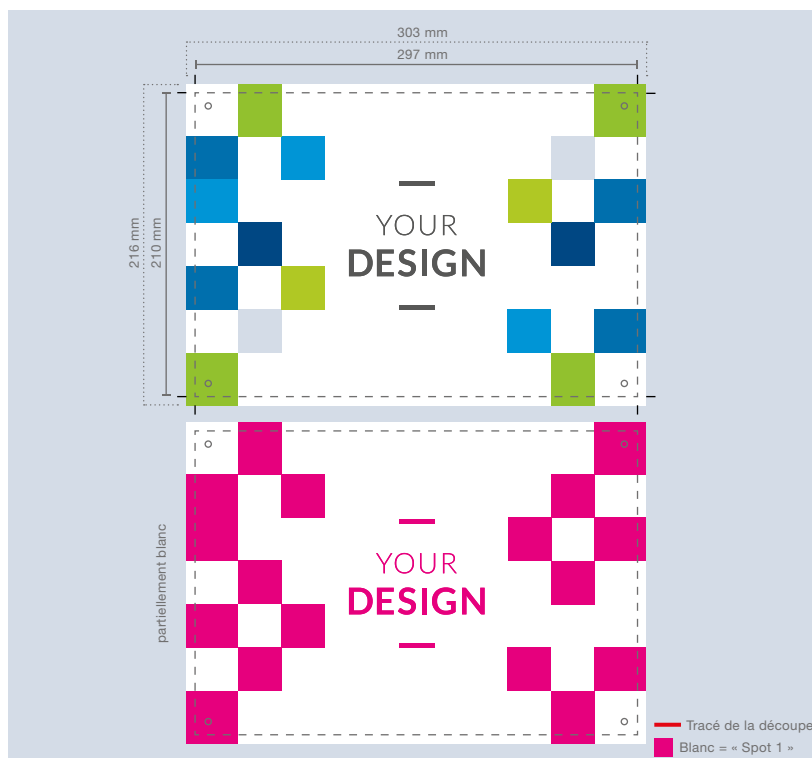 303 mm
297 mm
216 mm
210 mm
YOUR
DESIGN
partiellement blanc
YOUR
DESIGN
Tracé de la découpe
Blanc = « Spot 1 »